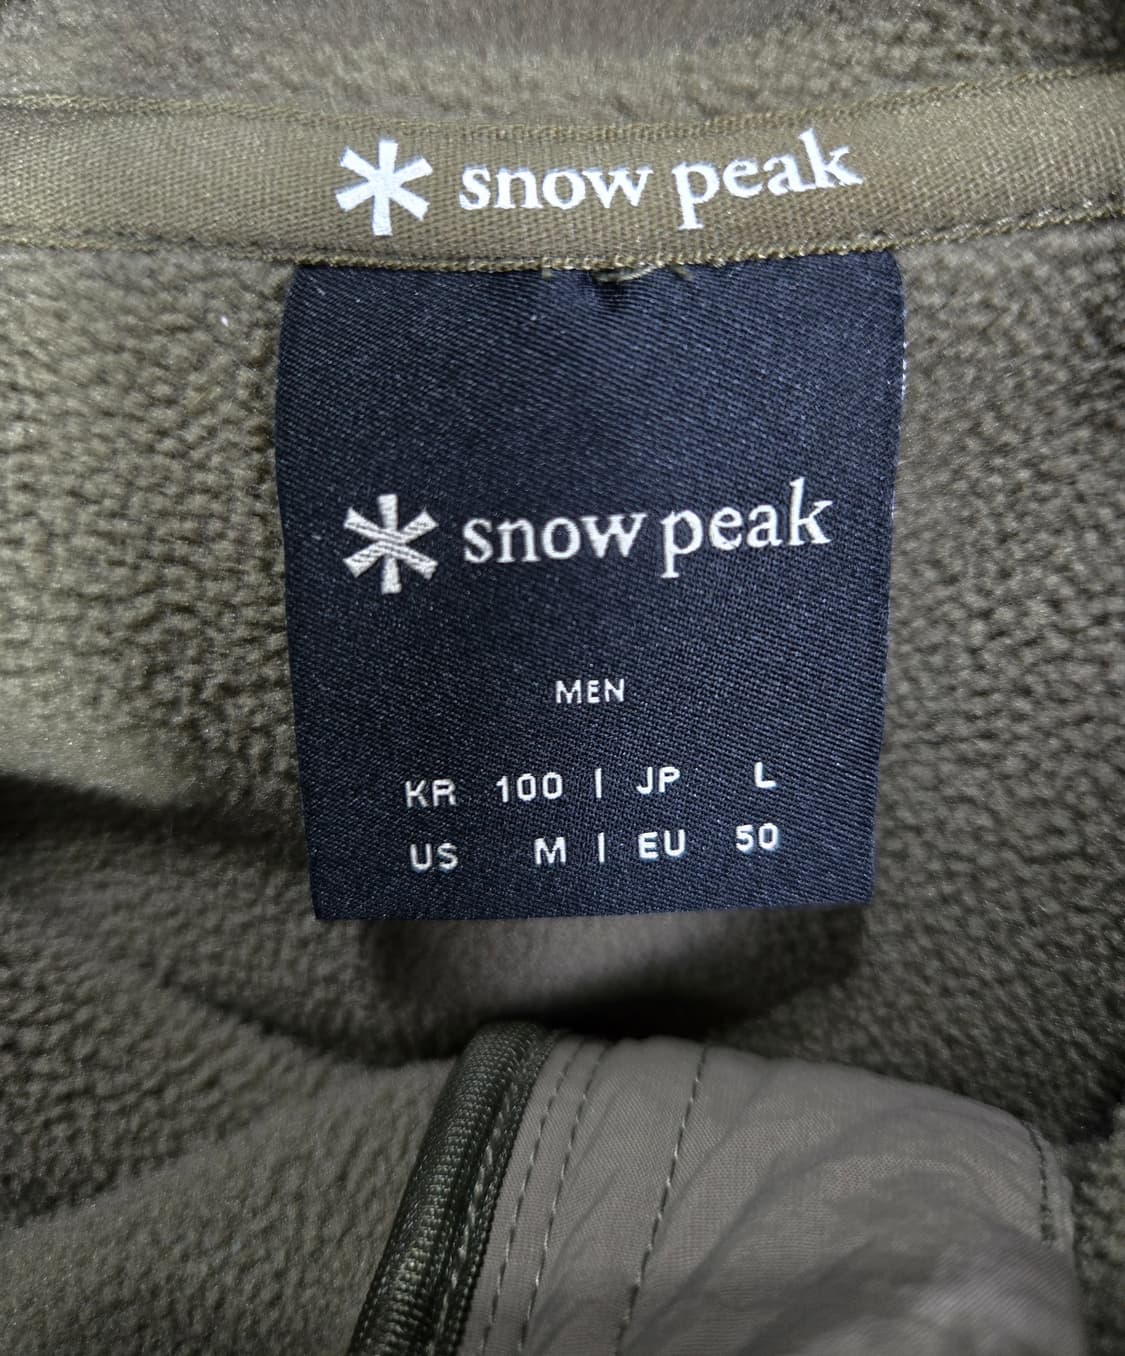 snow peak
snow peak
MEN
KR 100 | JP L
US M | EU 50